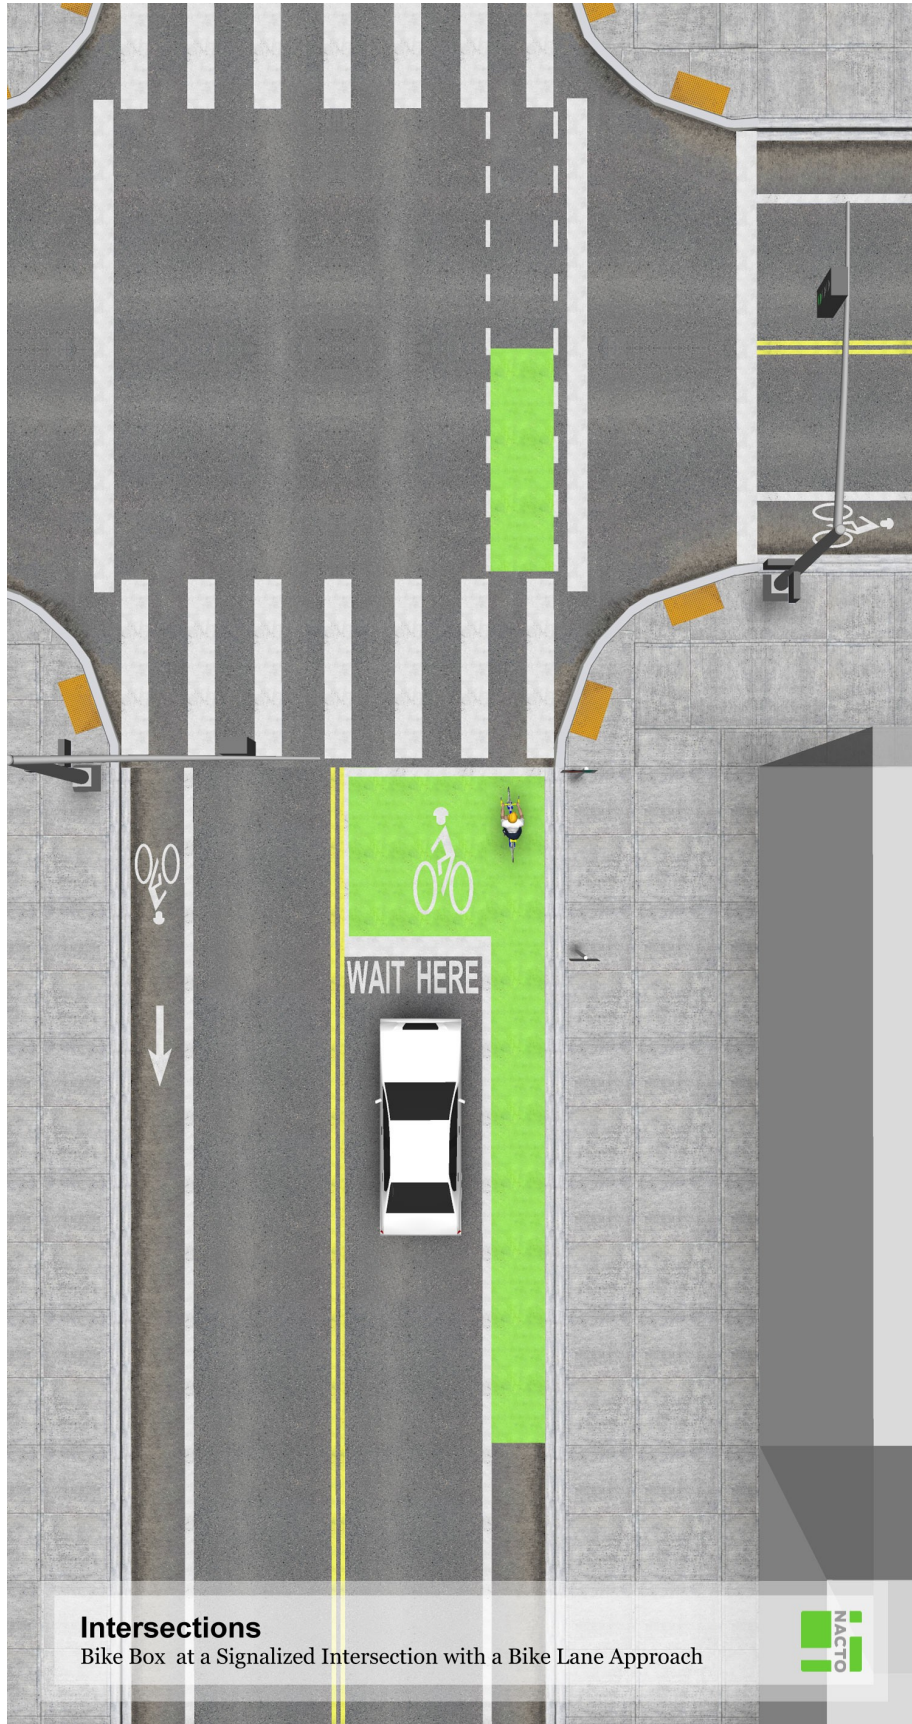 WAIT HERE
Intersections
Bike Box at a Signalized Intersection with a Bike Lane Approach
NACTO